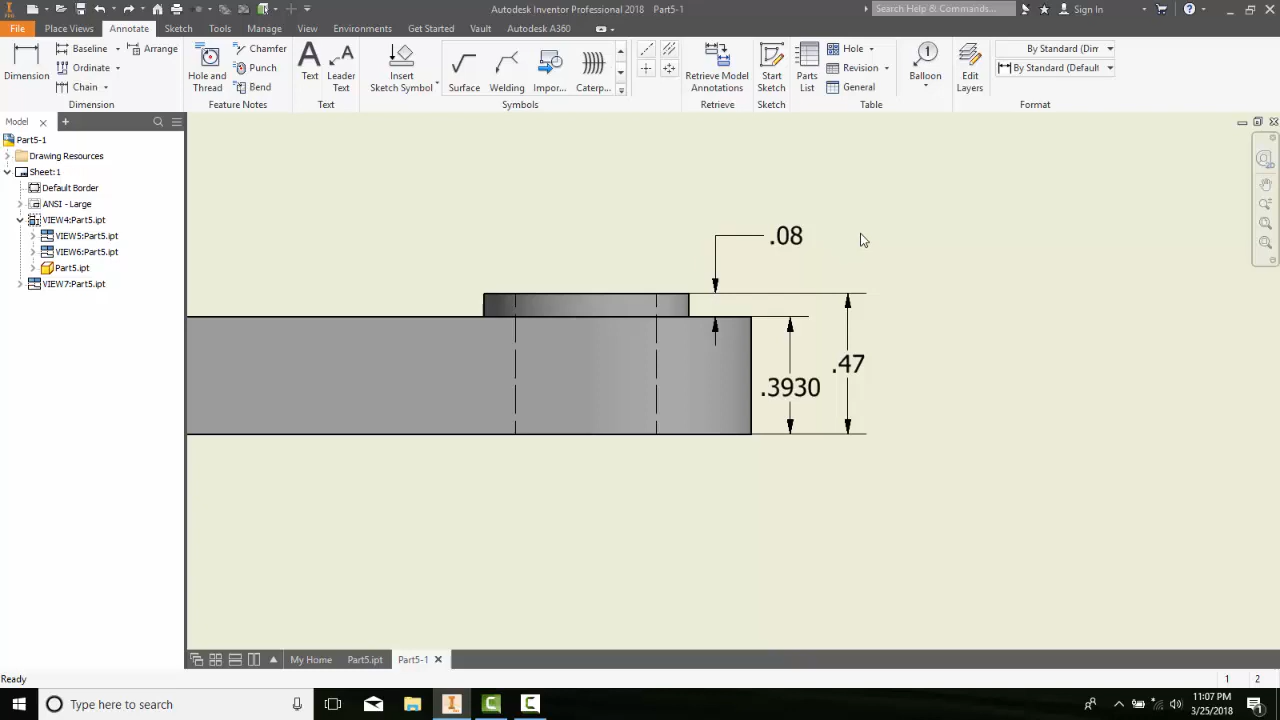 Autodesk Inventor Professional 2018 Part5-1
Search Help & Commands...
Sign In
File Place Views Annotate Sketch Tools Manage View Environments Get Started Vault Autodesk A360
Dimension
Baseline
Ordinate
Chain
Arrange
Dimension
Hole and
Thread
Chamfer
Punch
Bend
Feature Notes
Text
Leader
Text
Text
Insert
Sketch Symbol
Surface
Welding
Impor...
Caterp...
Symbols
Retrieve Model
Annotations
Retrieve
Start
Sketch
Sketch
Parts
List
Hole
Revision
General
Table
Balloon
Edit
Layers
By Standard (Dim
By Standard (Default
Format
Model
Part5-1
Drawing Resources
Sheet:1
Default Border
ANSI - Large
VIEW4:Part5.ipt
VIEW5:Part5.ipt
VIEW6:Part5.ipt
Part5.ipt
VIEW7:Part5.ipt
.08
.47
.3930
My Home Part5.ipt Part5-1
Ready
1 2
Type here to search
11:07 PM
3/25/2018